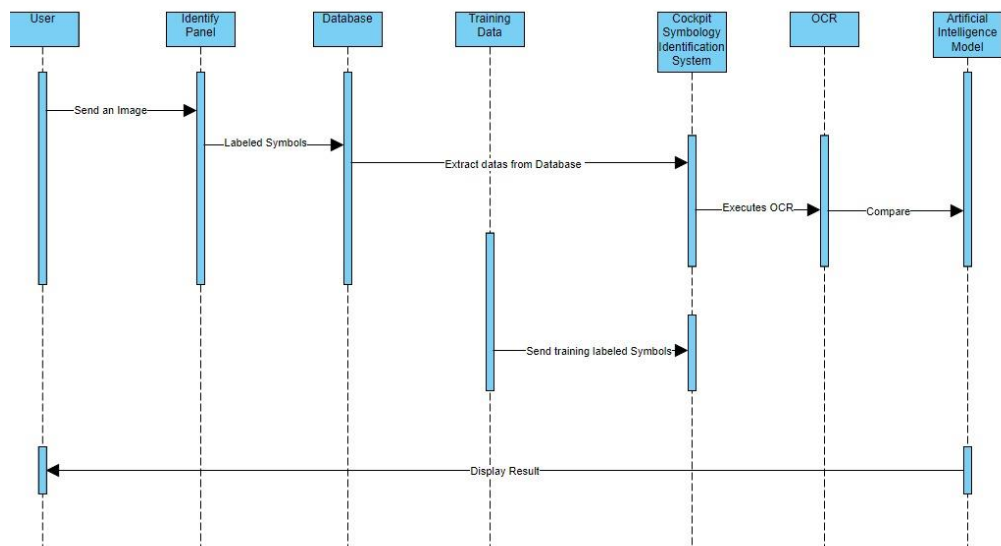 User
Identify
Panel
Database
Training
Data
Cockpit
Symbology
Identification
System
OCR
Artificial
Intelligence
Model
Send an Image
Labeled Symbols
Extract datas from Database
Executes OCR
Compare
Send training labeled Symbols
Display Result